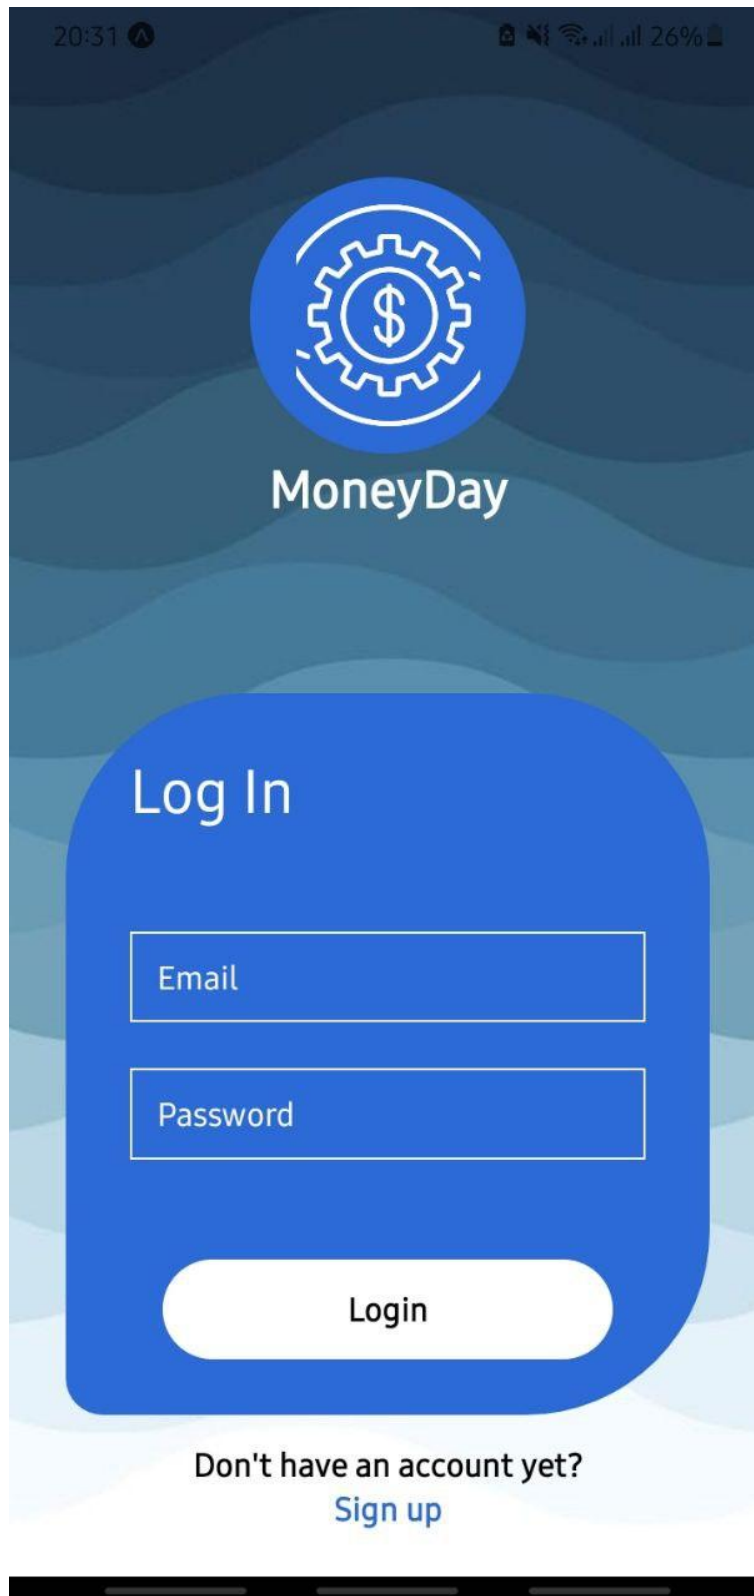 20:31
26%
$
MoneyDay
Log In
Email
Password
Login
Don't have an account yet?
Sign up